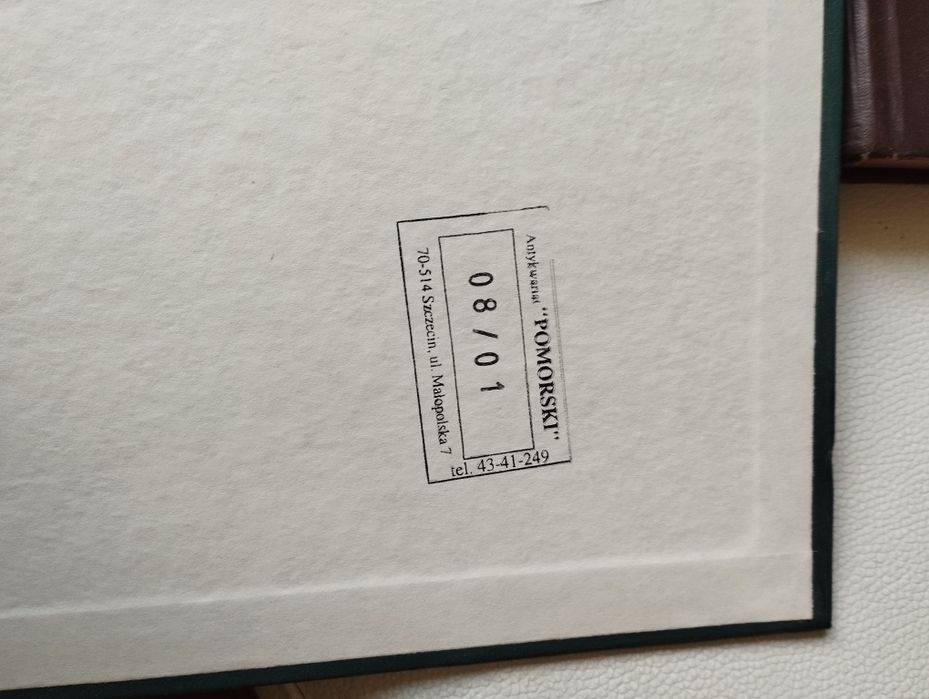 Antykwariat "POMORSKI"
08/01
70-514 Szczecin, ul. Małopolska 7
tel. 43-41-249